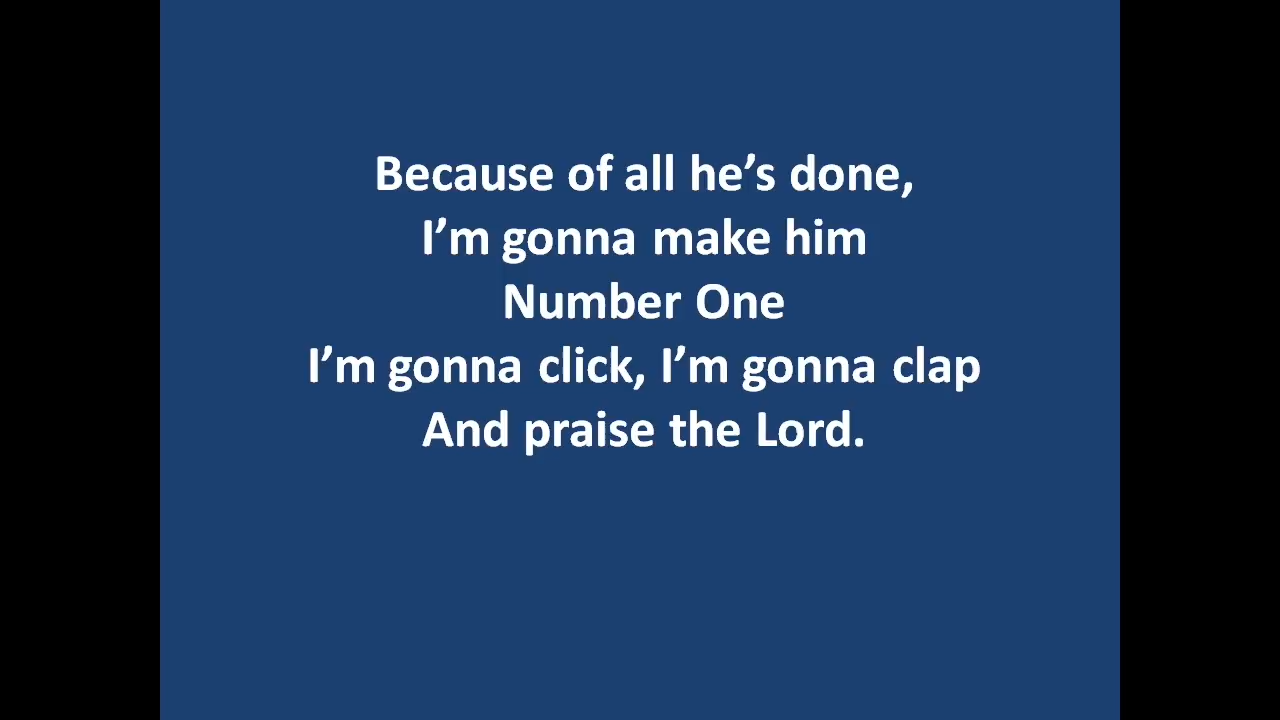 Because of all he’s done,
I’m gonna make him
Number One
I’m gonna click, I’m gonna clap
And praise the Lord.